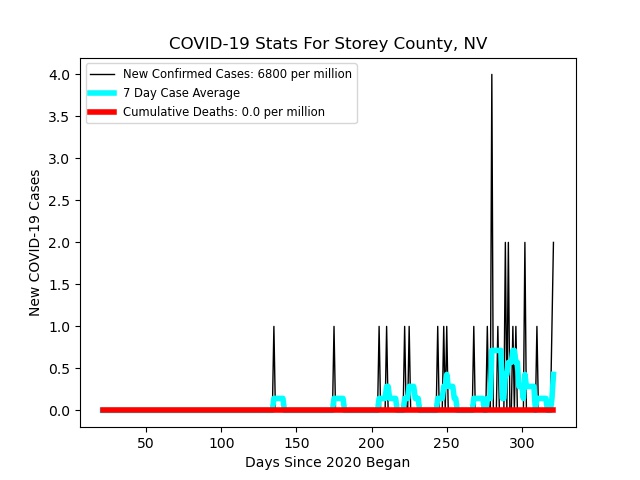 COVID-19 Stats For Storey County, NV
New Confirmed Cases: 6800 per million
7 Day Case Average
Cumulative Deaths: 0.0 per million
4.0
3.5
3.0
2.5
2.0
1.5
1.0
0.5
0.0
New COVID-19 Cases
50 100 150 200 250 300
Days Since 2020 Began